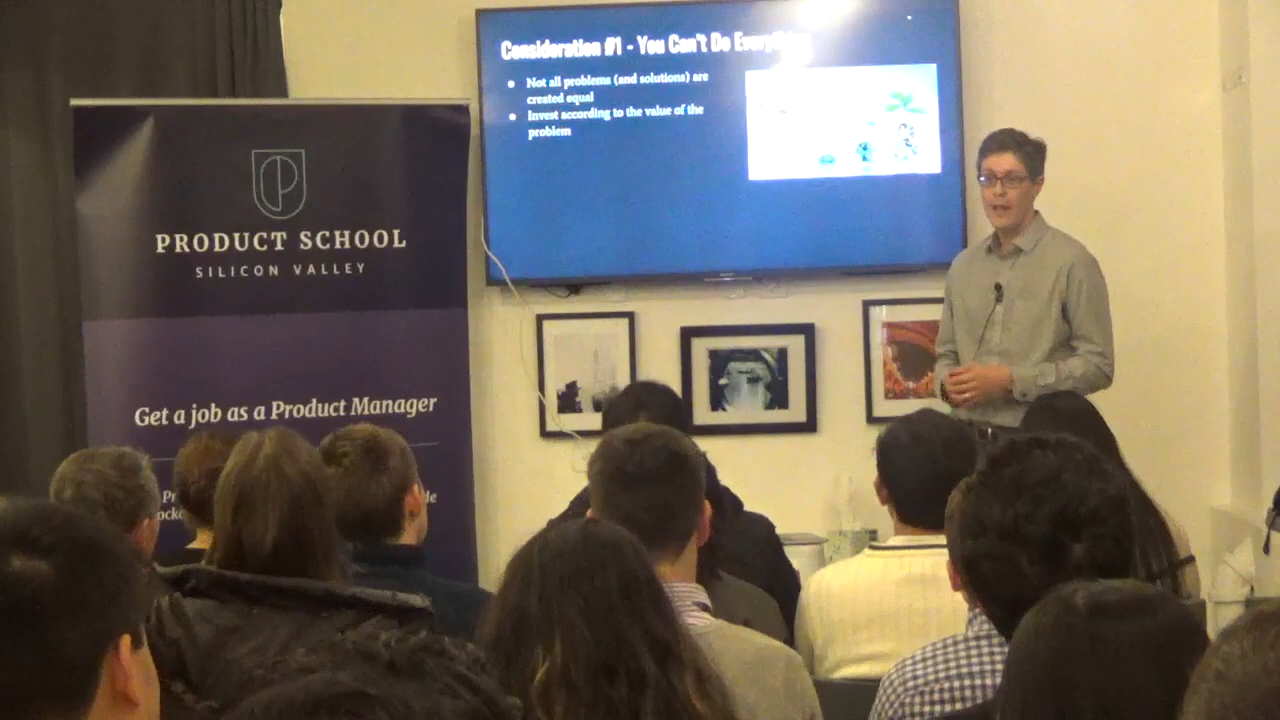 Consideration #1 - You Can't Do Everything
Not all problems (and solutions) are
created equal
Invest according to the value of the
problem
PRODUCT SCHOOL
SILICON VALLEY
Get a job as a Product Manager